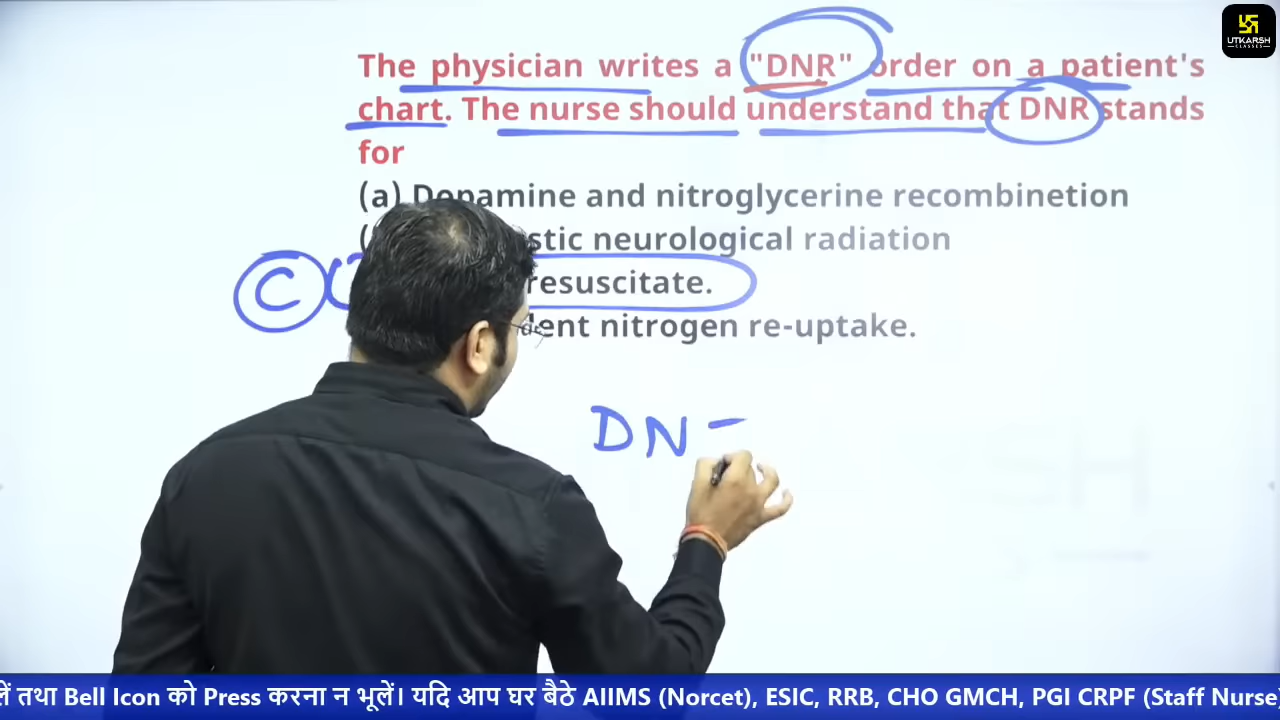 UTKARSH
CLASSES
The physician writes a "DNR" order on a patient's
chart. The nurse should understand that DNR stands
for
(a) Dopamine and nitroglycerine recombinetion
stic neurological radiation
C resuscitate.
dent nitrogen re-uptake.
DN
तथा Bell Icon को Press करना न भूलें। यदि आप घर बैठे AIIMS (Norcet), ESIC, RRB, CHO GMCH, PGI CRPF (Staff Nurse)